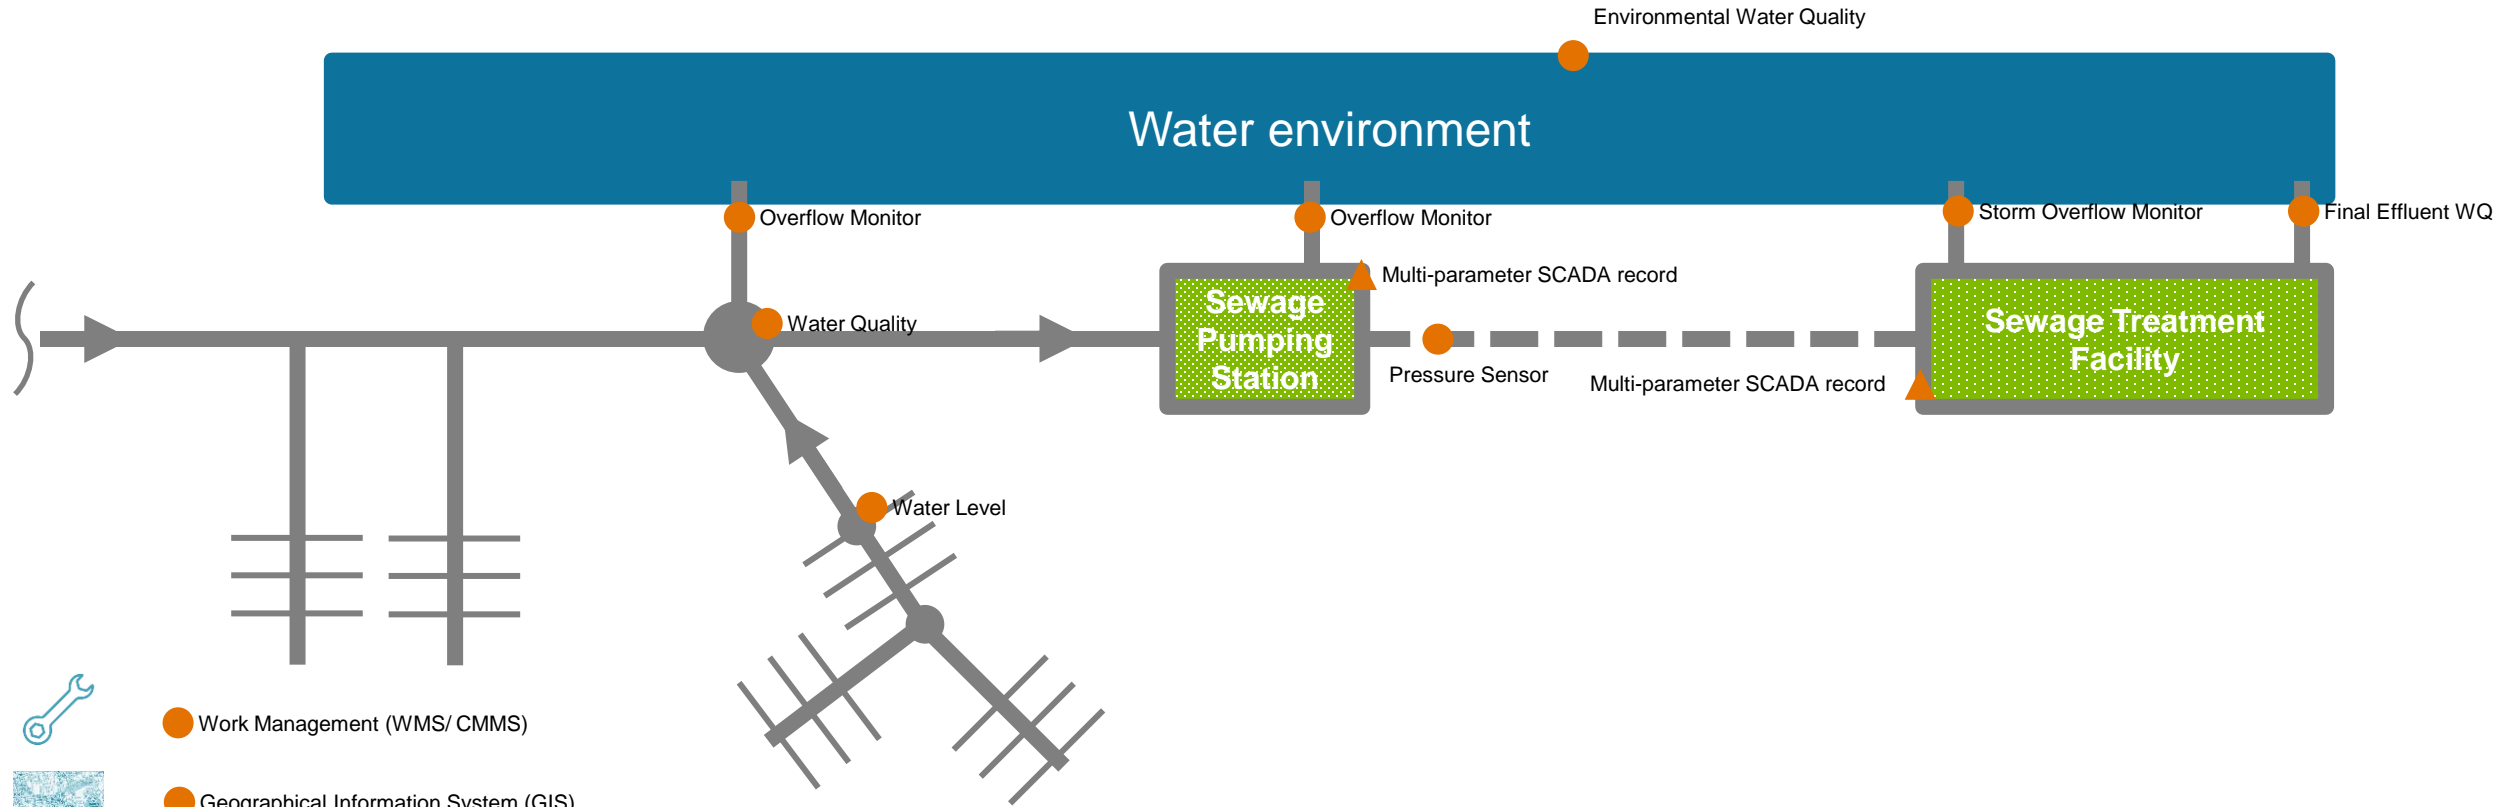 Environmental Water Quality
Water environment
Overflow Monitor
Overflow Monitor
Storm Overflow Monitor
Final Effluent WQ
Multi-parameter SCADA record
Sewage
Pumping
Station
Water Quality
Sewage Treatment
Facility
Pressure Sensor
Multi-parameter SCADA record
Water Level
Work Management (WMS/ CMMS)
Geographical Information System (GIS)